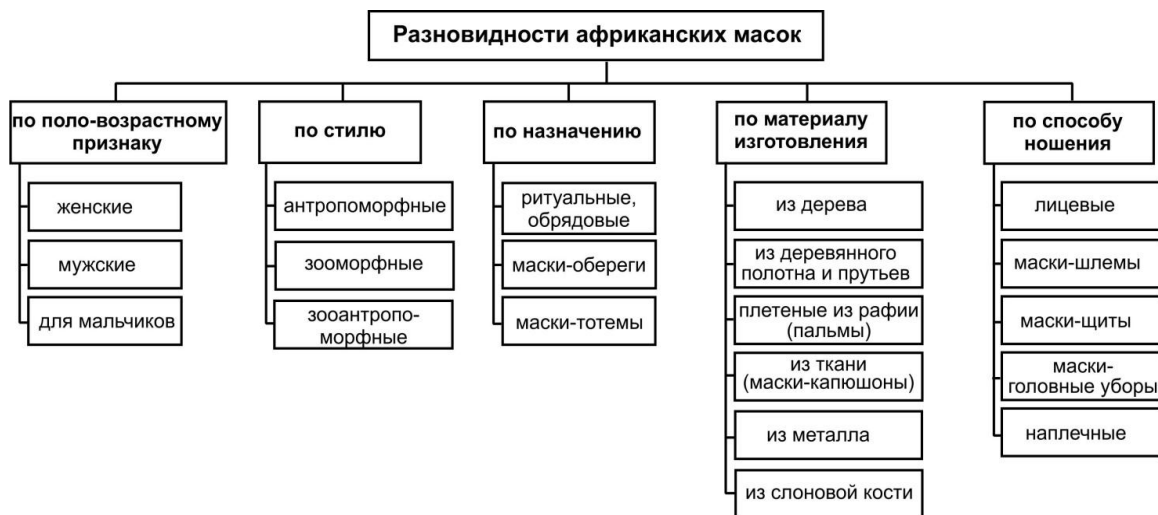 Разновидности африканских масок
по поло-возрастному
признаку
женские
мужские
для мальчиков
по стилю
антропоморфные
зооморфные
зооантропо-
морфные
по назначению
ритуальные,
обрядовые
маски-обереги
маски-тотемы
по материалу
изготовления
из дерева
из деревянного
полотна и прутьев
плетеные из рафии
(пальмы)
из ткани
(маски-капюшоны)
из металла
из слоновой кости
по способу
ношения
лицевые
маски-шлемы
маски-щиты
маски-
головные уборы
наплечные